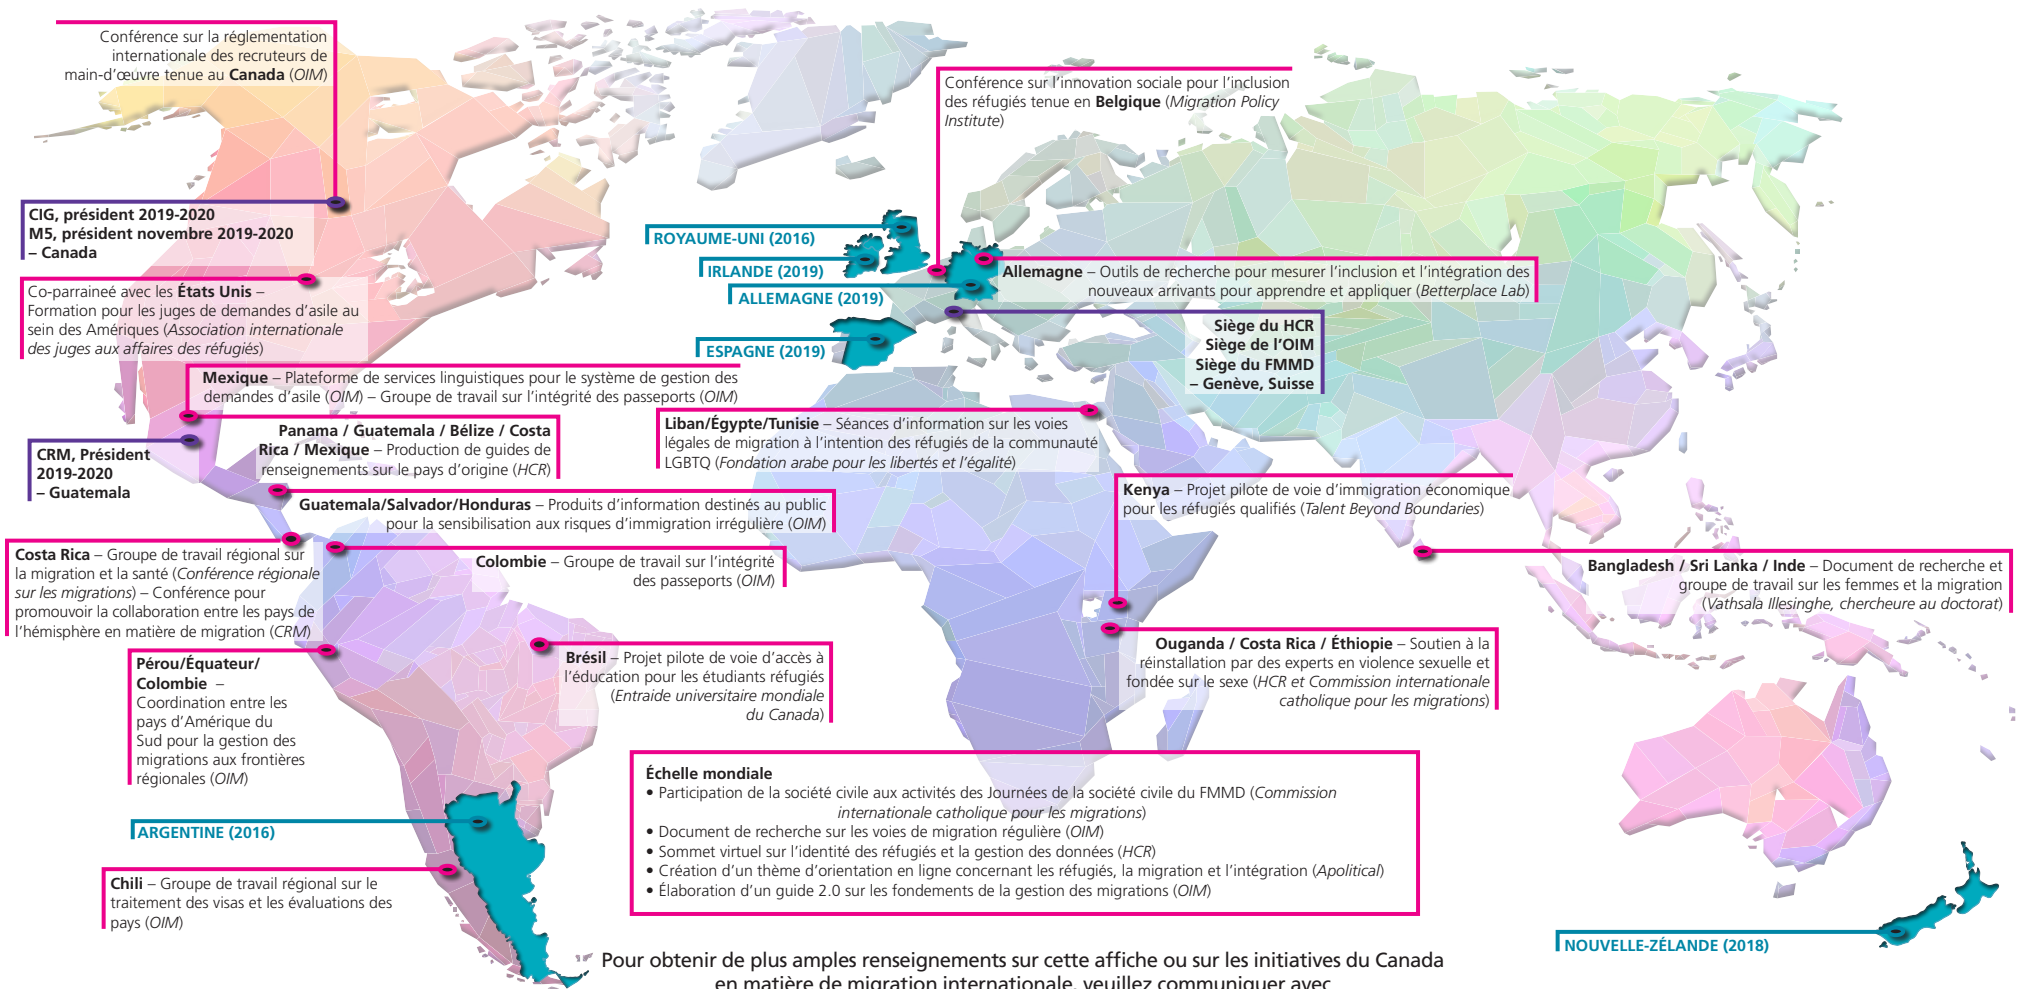 Conférence sur la réglementation
internationale des recruteurs de
main-d’œuvre tenue au Canada (OIM)
CIG, président 2019-2020
M5, président novembre 2019-2020
– Canada
Co-parraineé avec les États Unis –
Formation pour les juges de demandes d’asile au
sein des Amériques (Association internationale
des juges aux affaires des réfugiés)
Mexique – Plateforme de services linguistiques pour le système de gestion des
demandes d’asile (OIM) – Groupe de travail sur l’intégrité des passeports (OIM)
Panama / Guatemala / Bélize / Costa
Rica / Mexique – Production de guides de
renseignements sur le pays d’origine (HCR)
CRM, Président
2019-2020
– Guatemala
Guatemala/Salvador/Honduras – Produits d’information destinés au public
pour la sensibilisation aux risques d’immigration irrégulière (OIM)
Costa Rica – Groupe de travail régional sur
la migration et la santé (Conférence régionale
sur les migrations) – Conférence pour
promouvoir la collaboration entre les pays de
l’hémisphère en matière de migration (CRM)
Colombie – Groupe de travail sur l’intégrité
des passeports (OIM)
Pérou/Équateur/
Colombie –
Coordination entre les
pays d’Amérique du
Sud pour la gestion des
migrations aux frontières
régionales (OIM)
Brésil – Projet pilote de voie d’accès à
l’éducation pour les étudiants réfugiés
(Entraide universitaire mondiale
du Canada)
ARGENTINE (2016)
Chili – Groupe de travail régional sur le
traitement des visas et les évaluations des
pays (OIM)
Conférence sur l’innovation sociale pour l’inclusion
des réfugiés tenue en Belgique (Migration Policy
Institute)
ROYAUME-UNI (2016)
IRLANDE (2019)
ALLEMAGNE (2019)
ESPAGNE (2019)
Allemagne – Outils de recherche pour mesurer l’inclusion et l’intégration des
nouveaux arrivants pour apprendre et appliquer (Betterplace Lab)
Siège du HCR
Siège de l’OIM
Siège du FMMD
– Genève, Suisse
Liban/Égypte/Tunisie – Séances d’information sur les voies
légales de migration à l’intention des réfugiés de la communauté
LGBTQ (Fondation arabe pour les libertés et l’égalité)
Kenya – Projet pilote de voie d’immigration économique
pour les réfugiés qualifiés (Talent Beyond Boundaries)
Bangladesh / Sri Lanka / Inde – Document de recherche et
groupe de travail sur les femmes et la migration
(Vathsala Illesinghe, chercheure au doctorat)
Ouganda / Costa Rica / Éthiopie – Soutien à la
réinstallation par des experts en violence sexuelle et
fondée sur le sexe (HCR et Commission internationale
catholique pour les migrations)
Échelle mondiale
• Participation de la société civile aux activités des Journées de la société civile du FMMD (Commission
internationale catholique pour les migrations)
• Document de recherche sur les voies de migration régulière (OIM)
• Sommet virtuel sur l’identité des réfugiés et la gestion des données (HCR)
• Création d’un thème d’orientation en ligne concernant les réfugiés, la migration et l’intégration (Apolitical)
• Élaboration d’un guide 2.0 sur les fondements de la gestion des migrations (OIM)
NOUVELLE-ZÉLANDE (2018)
Pour obtenir de plus amples renseignements sur cette affiche ou sur les initiatives du Canada
en matière de migration internationale, veuillez communiquer avec